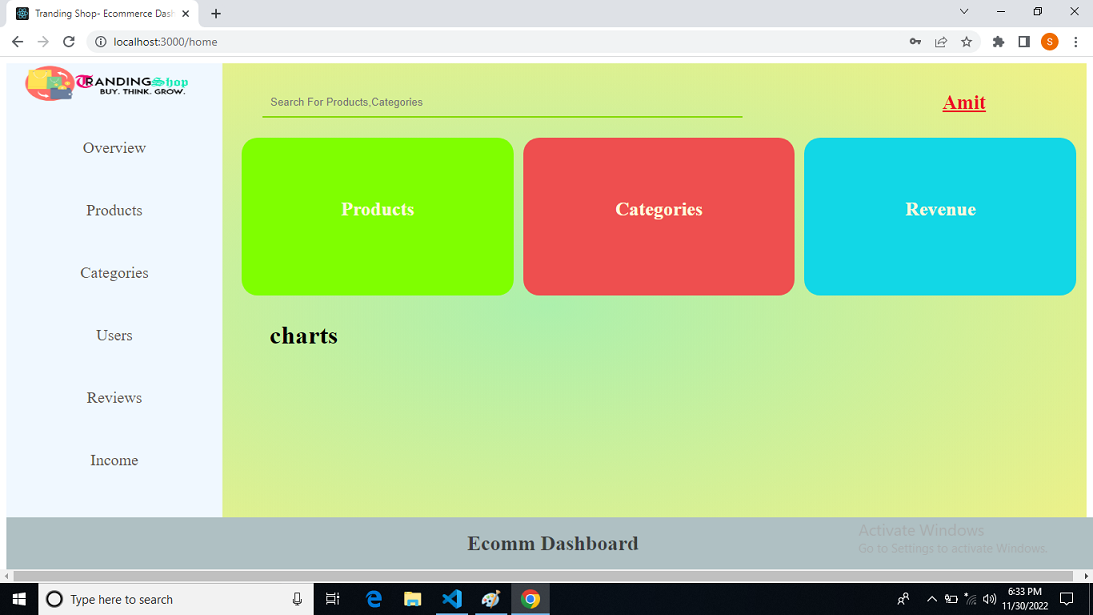 Tranding Shop- Ecommerce Dash
localhost:3000/home
S
TRANDING Shop
BUY. THINK. GROW.
Search For Products,Categories
Amit
Overview
Products
Categories
Users
Reviews
Income
Products
Categories
Revenue
charts
Ecomm Dashboard
Activate Windows
Go to Settings to activate Windows.
Type here to search
6:33 PM
11/30/2022